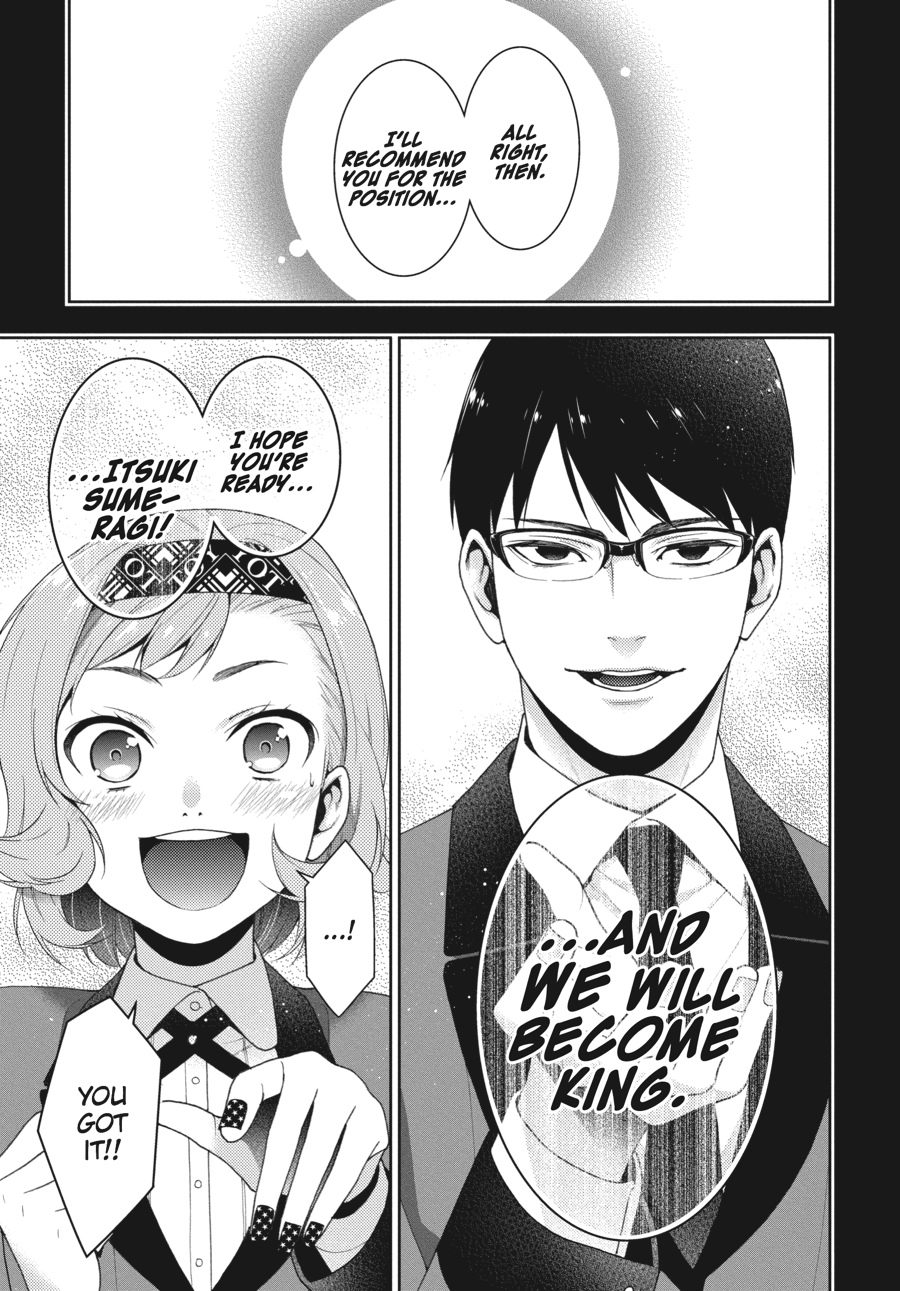 ALL
RIGHT,
THEN.
I'LL
RECOMMEND
YOU FOR THE
POSITION...
...AND
WE WILL
BECOME
KING.
I HOPE
YOU'RE
READY...
...ITSUKI
SUME-
RAGI!
...!
YOU
GOT
IT!!